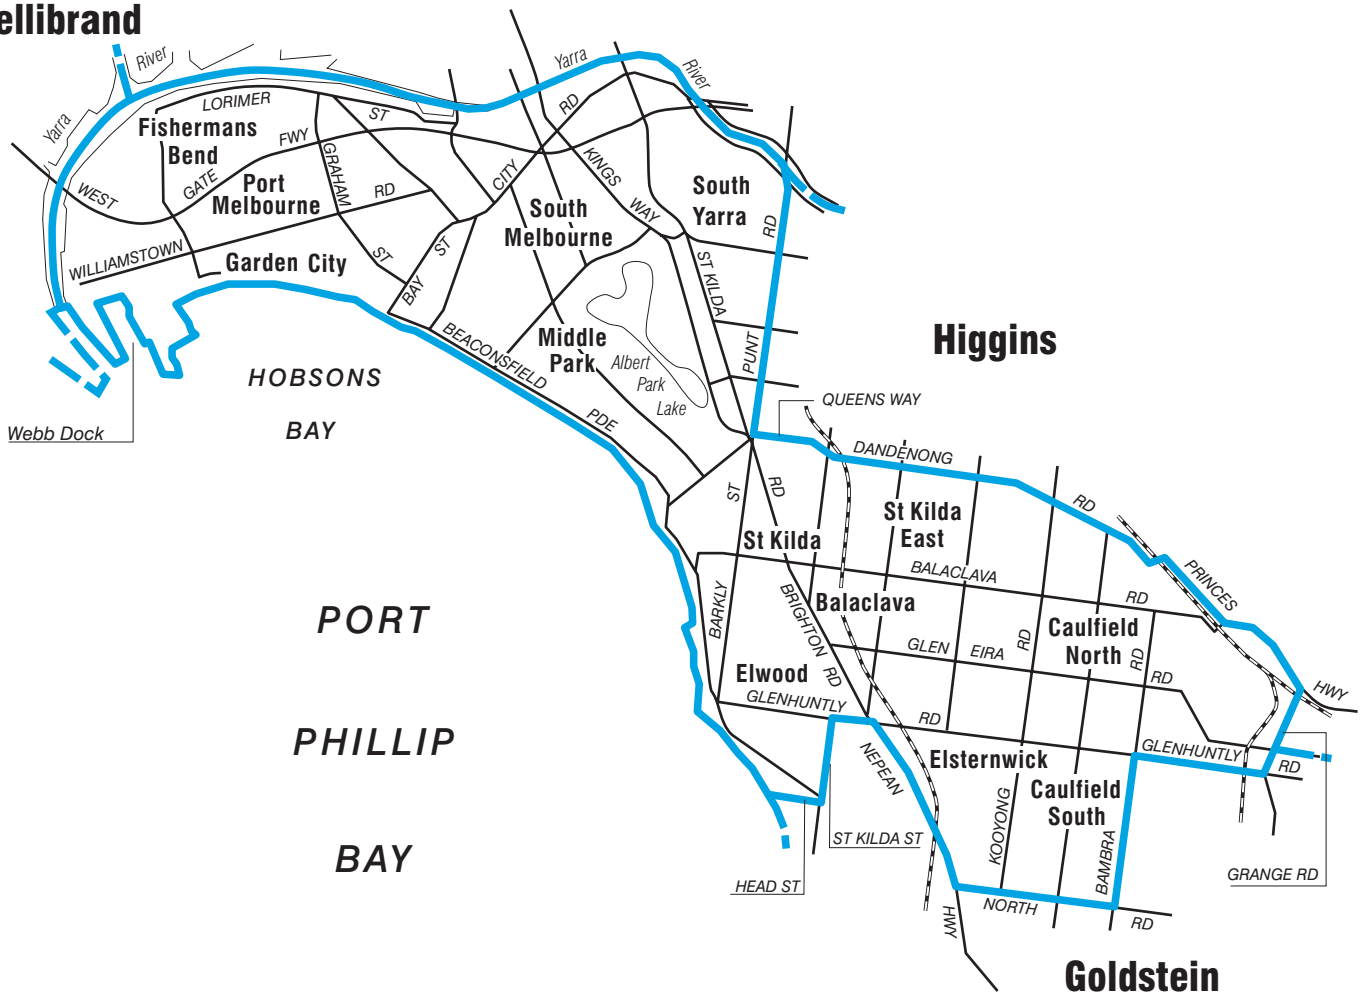 ellibrand
River
Yarra
River
Yarra
LORIMER
ST
RD
Fishermans
Bend
FWY
GRAHAM
CITY
KINGS
WAY
WEST
GATE
Port
Melbourne
RD
South
Melbourne
South
Yarra
RD
WILLIAMSTOWN
Garden City
ST
BAY
ST
ST KILDA
BEACONSFIELD
PDE
Middle
Park
Albert
Park
Lake
PUNT
Higgins
HOBSONS
BAY
Webb Dock
QUEENS WAY
DANDENONG
RD
PRINCES
HWY
ST
RD
St Kilda
St Kilda
East
BALACLAVA
RD
BARKLY
BRIGHTON
RD
Balaclava
GLEN
EIRA
RD
RD
Caulfield
North
RD
PORT
PHILLIP
BAY
Elwood
GLENHUNTLY
RD
NEPEAN
HWY
Elsternwick
Caulfield
South
GLENHUNTLY
RD
KOOYONG
BAMBRA
ST KILDA ST
HEAD ST
GRANGE RD
NORTH
RD
Goldstein